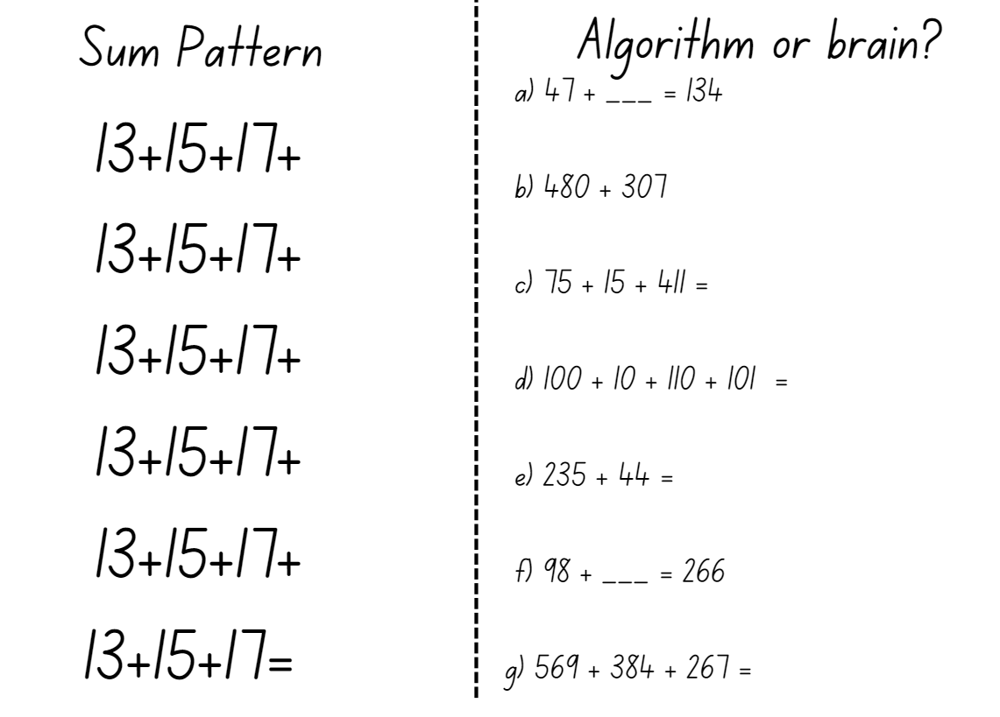 Sum Pattern
13+15+17+
13+15+17+
13+15+17+
13+15+17+
13+15+17+
13+15+17=
Algorithm or brain?
a) 47 + ___ = 134
b) 480 + 307
c) 75 + 15 + 411 =
d) 100 + 10 + 110 + 101 =
e) 235 + 44 =
f) 98 + ___ = 266
g) 569 + 384 + 267 =